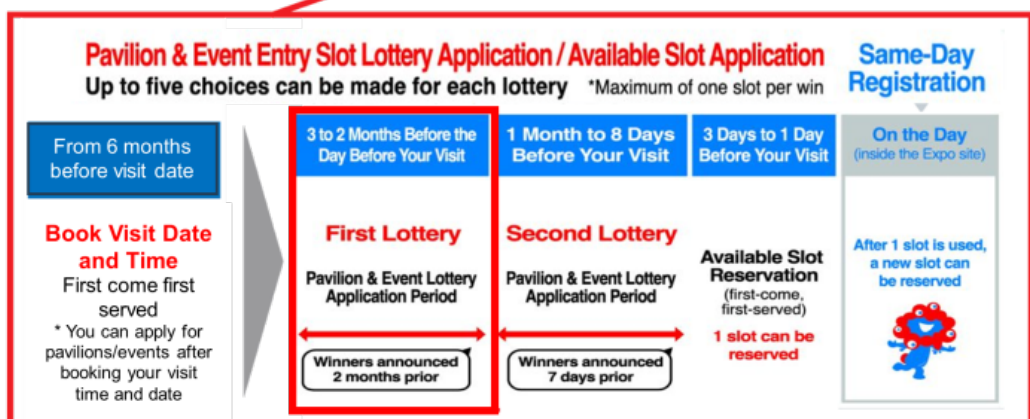 Pavilion & Event Entry Slot Lottery Application / Available Slot Application
Up to five choices can be made for each lottery *Maximum of one slot per win
Same-Day
Registration
From 6 months
before visit date
Book Visit Date
and Time
First come first
served
* You can apply for
pavilions/events after
booking your visit
time and date
3 to 2 Months Before the
Day Before Your Visit
First Lottery
Pavilion & Event Lottery
Application Period
Winners announced
2 months prior
1 Month to 8 Days
Before Your Visit
Second Lottery
Pavilion & Event Lottery
Application Period
Winners announced
7 days prior
3 Days to 1 Day
Before Your Visit
Available Slot
Reservation
(first-come,
first-served)
1 slot can be
reserved
On the Day
(inside the Expo site)
After 1 slot is used,
a new slot can
be reserved